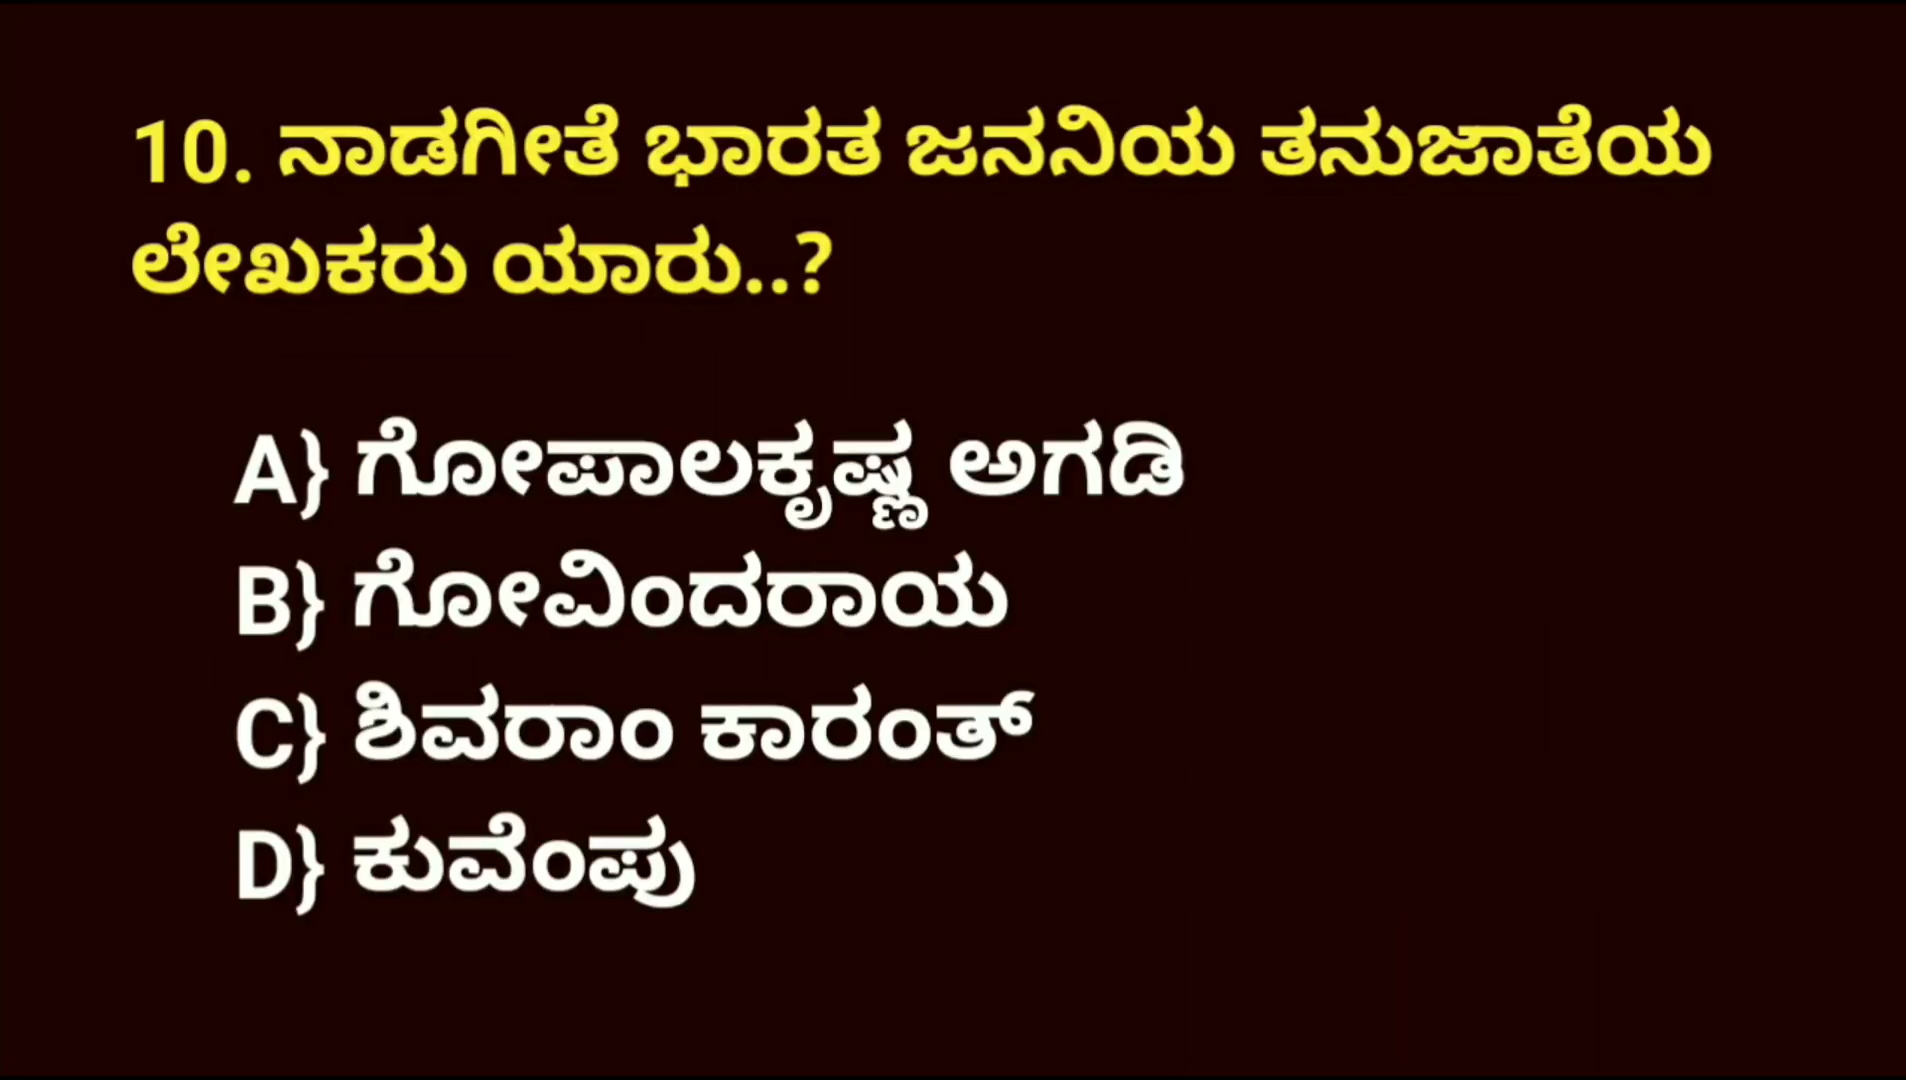 10. ನಾಡಗೀತೆ ಭಾರತ ಜನನಿಯ ತನುಜಾತೆಯ
ಲೇಖಕರು ಯಾರು..?
A} ಗೋಪಾಲಕೃಷ್ಣ ಅಗಡಿ
B} ಗೋವಿಂದರಾಯ
C} ಶಿವರಾಂ ಕಾರಂತ್
D} ಕುವೆಂಪು